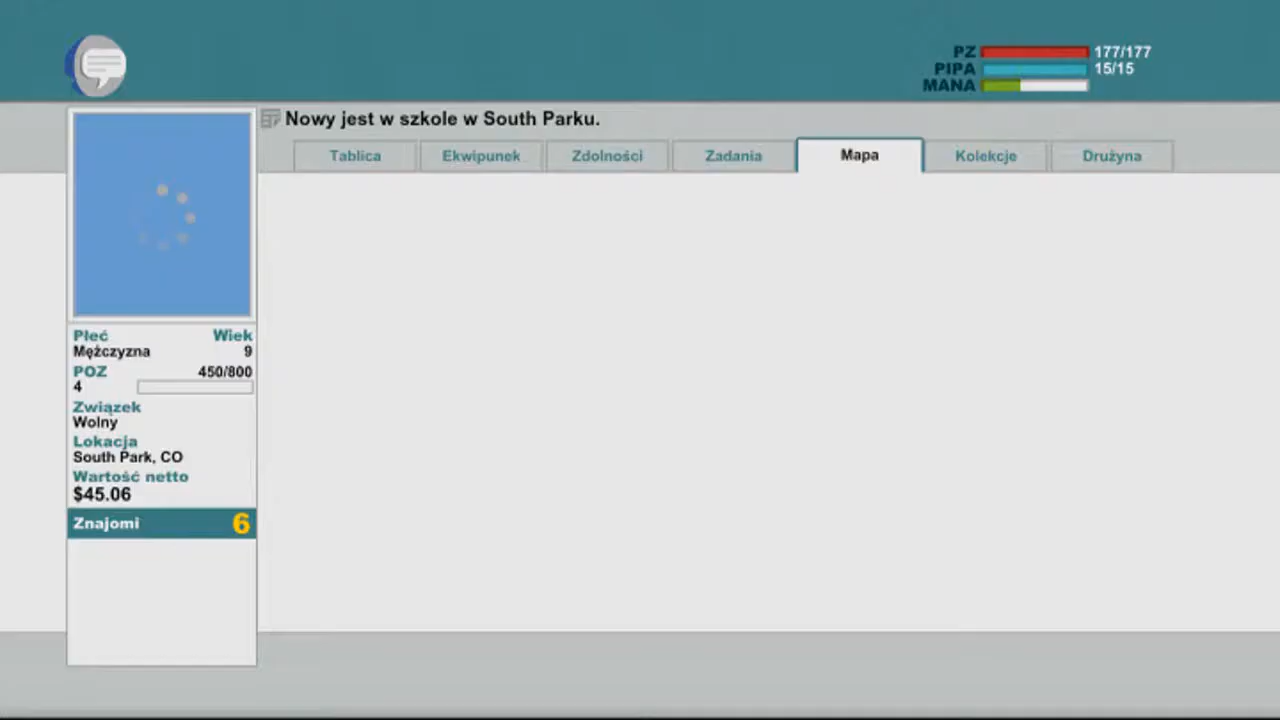 PZ 177/177
PIPA 15/15
MANA
Nowy jest w szkole w South Parku.
Tablica Ekwipunek Zdolności Zadania Mapa Kolekcje Drużyna
Płeć Wiek
Mężczyzna 9
POZ 450/800
4
Związek
Wolny
Lokacja
South Park, CO
Wartość netto
$45.06
Znajomi 6